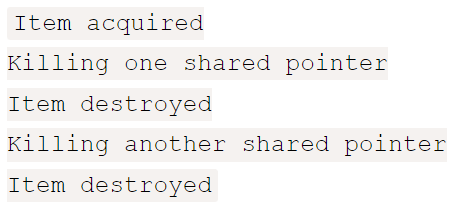 Item acquired
Killing one shared pointer
Item destroyed
Killing another shared pointer
Item destroyed